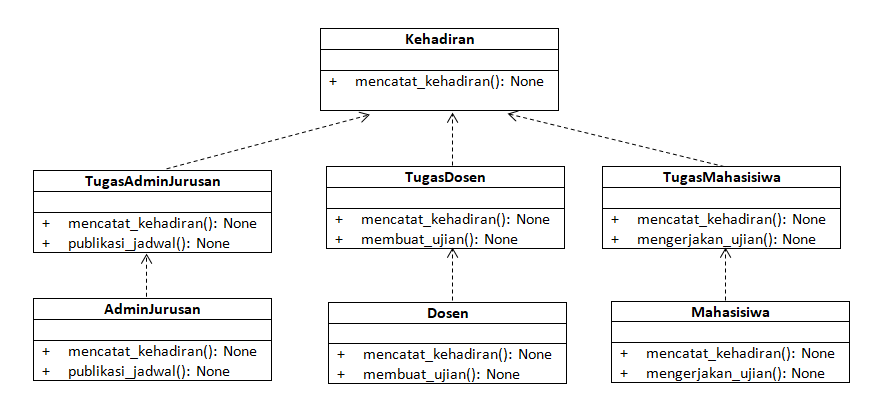 Kehadiran
+ mencatat_kehadiran(): None
TugasAdminJurusan
+ mencatat_kehadiran(): None
+ publikasi_jadwal(): None
TugasDosen
+ mencatat_kehadiran(): None
+ membuat_ujian(): None
TugasMahasisiwa
+ mencatat_kehadiran(): None
+ mengerjakan_ujian(): None
AdminJurusan
+ mencatat_kehadiran(): None
+ publikasi_jadwal(): None
Dosen
+ mencatat_kehadiran(): None
+ membuat_ujian(): None
Mahasisiwa
+ mencatat_kehadiran(): None
+ mengerjakan_ujian(): None